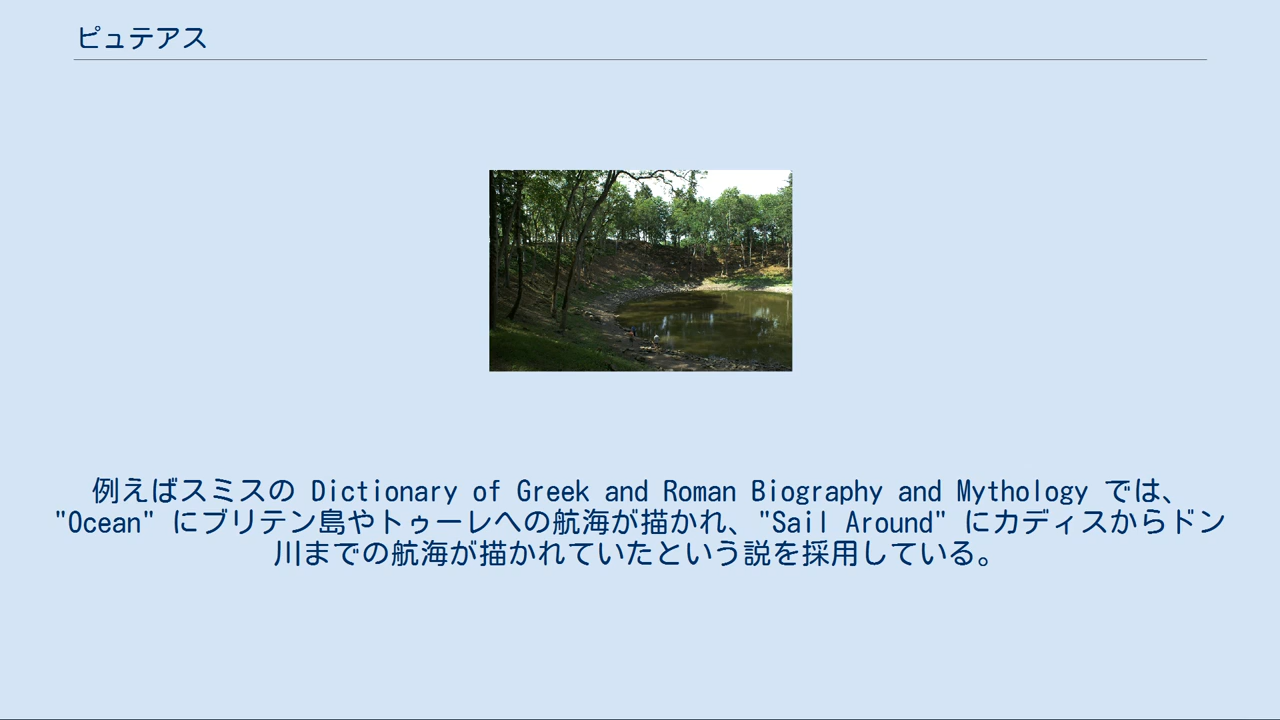 ピュテアス
例えばスミスの Dictionary of Greek and Roman Biography and Mythology では、
"Ocean" にブリテン島やトゥーレへの航海が描かれ、"Sail Around" にカディスからドン
川までの航海が描かれていたという説を採用している。